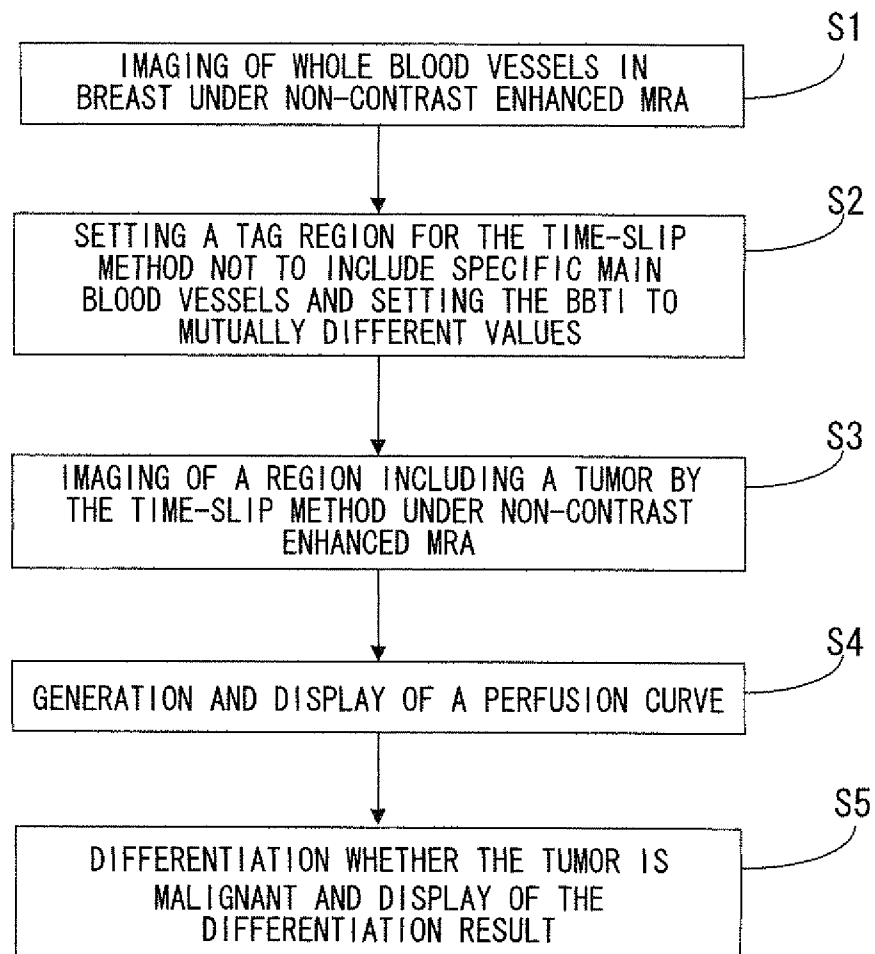 S1
IMAGING OF WHOLE BLOOD VESSELS IN
BREAST UNDER NON-CONTRAST ENHANCED MRA
S2
SETTING A TAG REGION FOR THE TIME-SLIP
METHOD NOT TO INCLUDE SPECIFIC MAIN
BLOOD VESSELS AND SETTING THE BBTI TO
MUTUALLY DIFFERENT VALUES
S3
IMAGING OF A REGION INCLUDING A TUMOR BY
THE TIME-SLIP METHOD UNDER NON-CONTRAST
ENHANCED MRA
S4
GENERATION AND DISPLAY OF A PERFUSION CURVE
S5
DIFFERENTIATION WHETHER THE TUMOR IS
MALIGNANT AND DISPLAY OF THE
DIFFERENTIATION RESULT